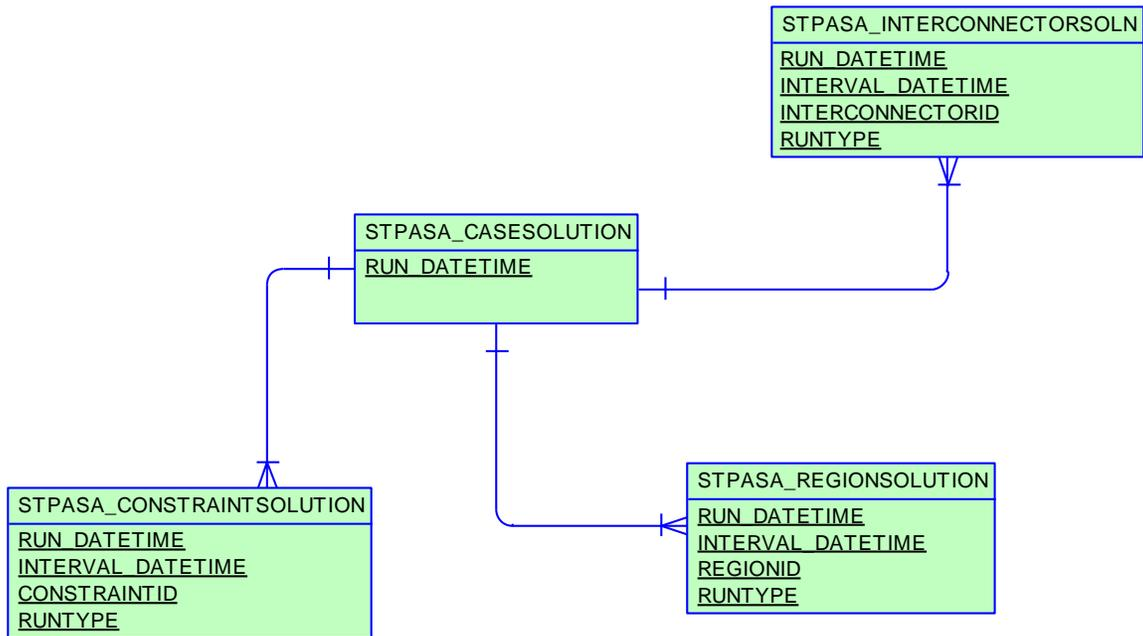 STPASA_INTERCONNECTORSOLN
RUN_DATETIME
INTERVAL_DATETIME
INTERCONNECTORID
RUNTYPE
STPASA_CASESOLUTION
RUN_DATETIME
STPASA_CONSTRAINTSOLUTION
RUN_DATETIME
INTERVAL_DATETIME
CONSTRAINTID
RUNTYPE
STPASA_REGIONSOLUTION
RUN_DATETIME
INTERVAL_DATETIME
REGIONID
RUNTYPE